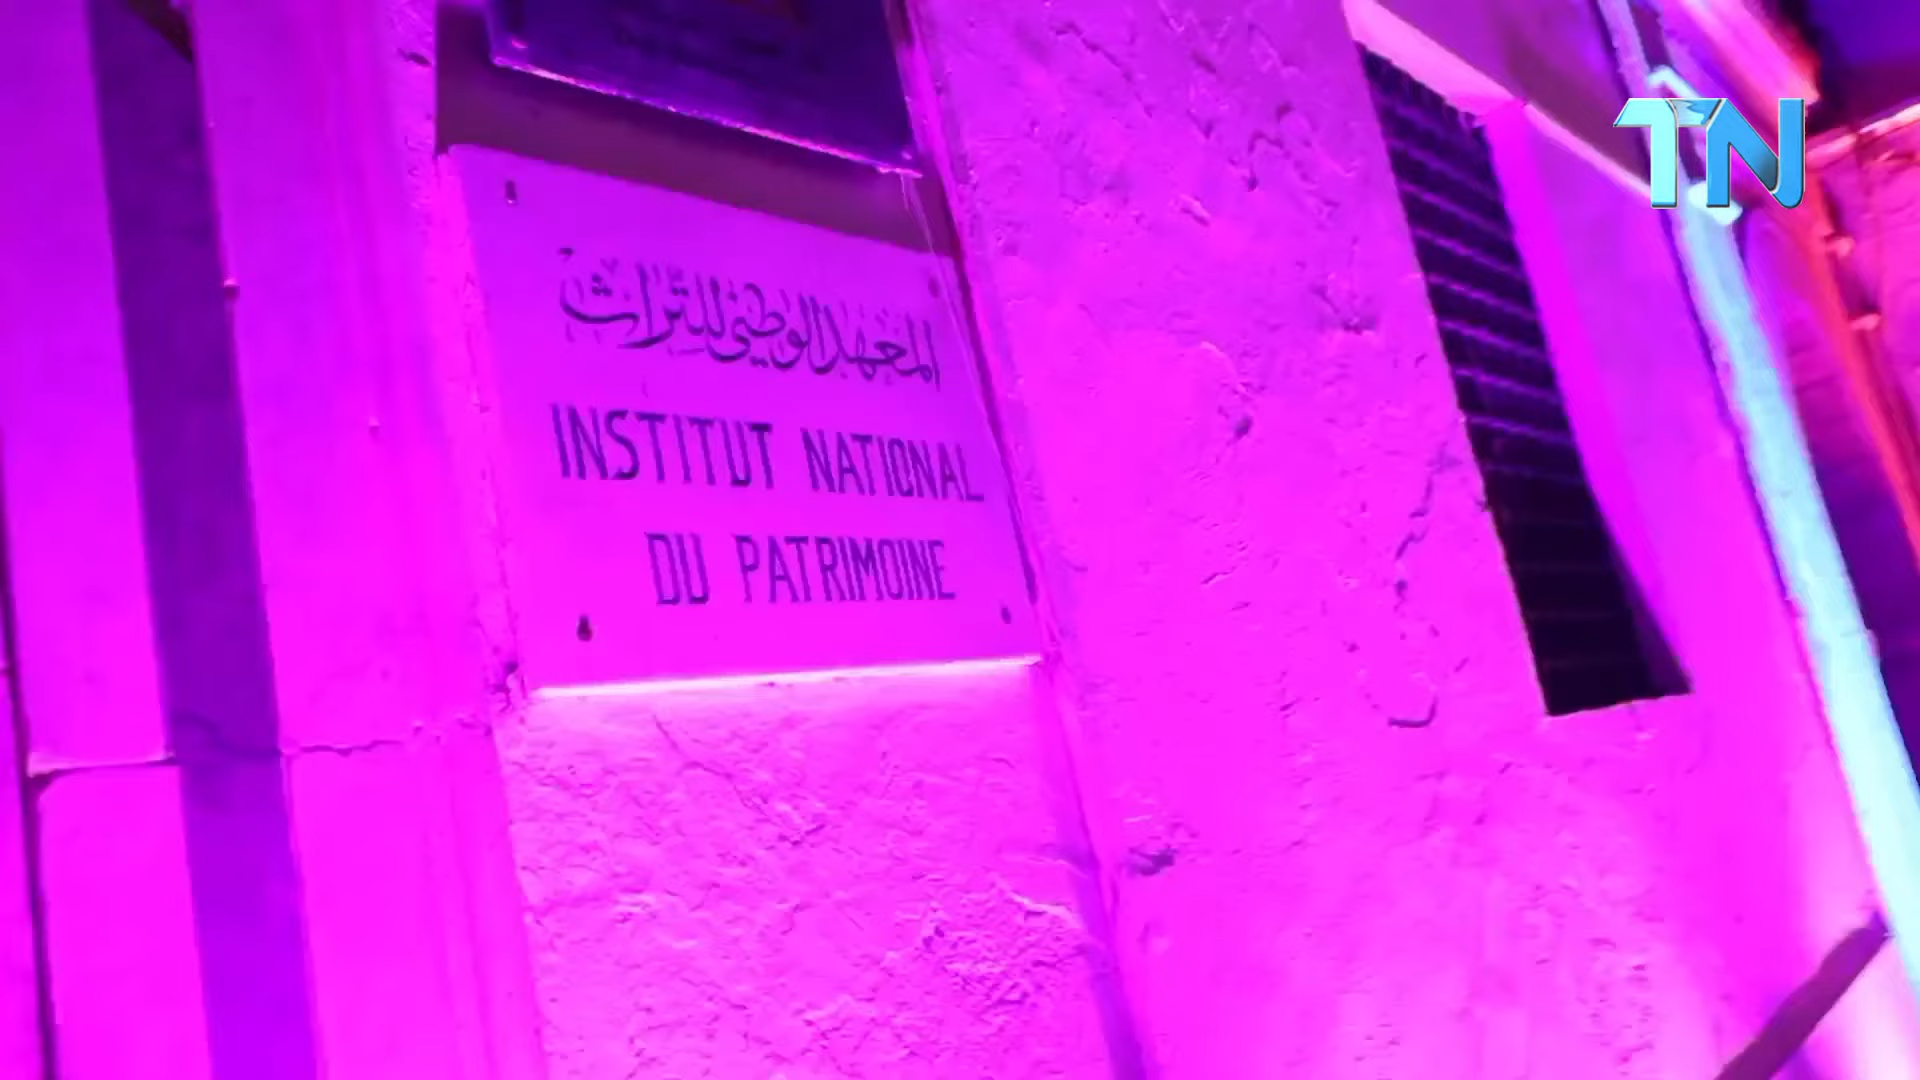 TN
المعهد الوطني للتراث
INSTITUT NATIONAL
DU PATRIMOINE